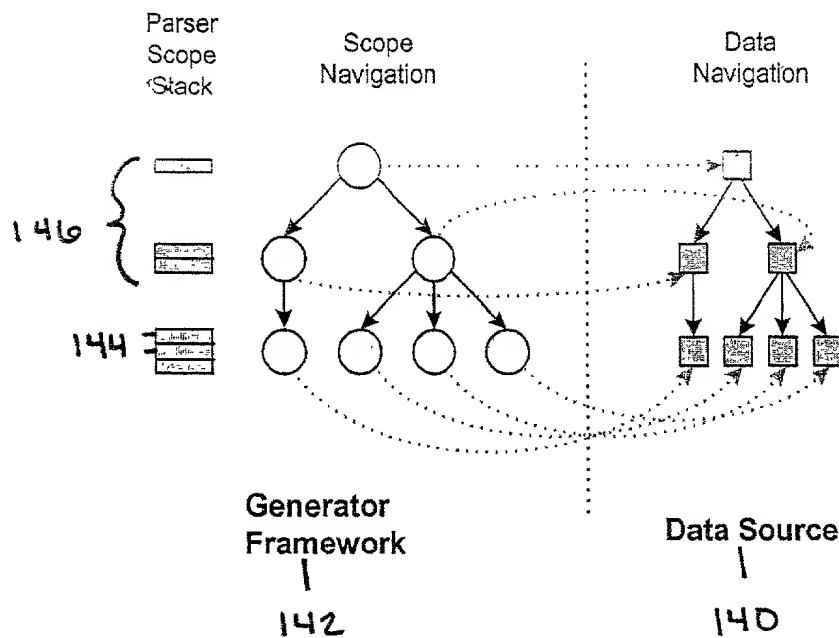 Parser
Scope
Stack
Scope
Navigation
Data
Navigation
146
144
Generator
Framework
142
Data Source
140